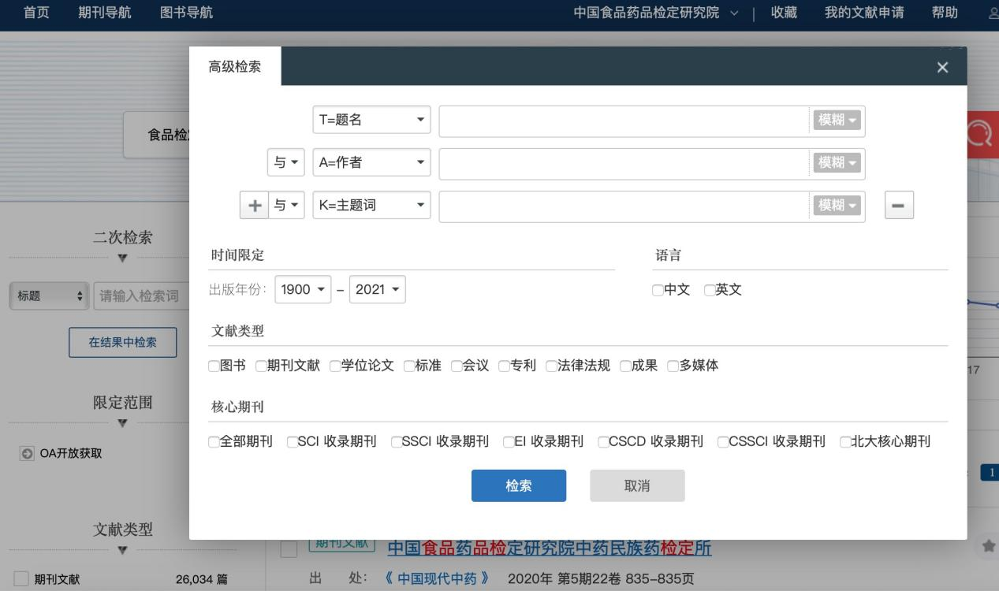 首页 期刊导航 图书导航 中国食品药品检定研究院 | 收藏 我的文献申请 帮助
高级检索
T=题名 模糊
食品检
与 A=作者 模糊
与 K=主题词 模糊
二次检索
时间限定 语言
标题 请输入检索词
出版年份: 1900 – 2021 中文 英文
文献类型
在结果中检索
图书 期刊文献 学位论文 标准 会议 专利 法律法规 成果 多媒体
17
限定范围
核心期刊
OA开放获取
全部期刊 SCI 收录期刊 SSCI 收录期刊 EI 收录期刊 CSCD 收录期刊 CSSCI 收录期刊 北大核心期刊
1
检索 取消
文献类型
期刊文献 中国食品药品检定研究院中药民族药检定所
期刊文献 26,034 篇
出 处: 《 中国现代中药 》 2020年 第5期22卷 835–835页